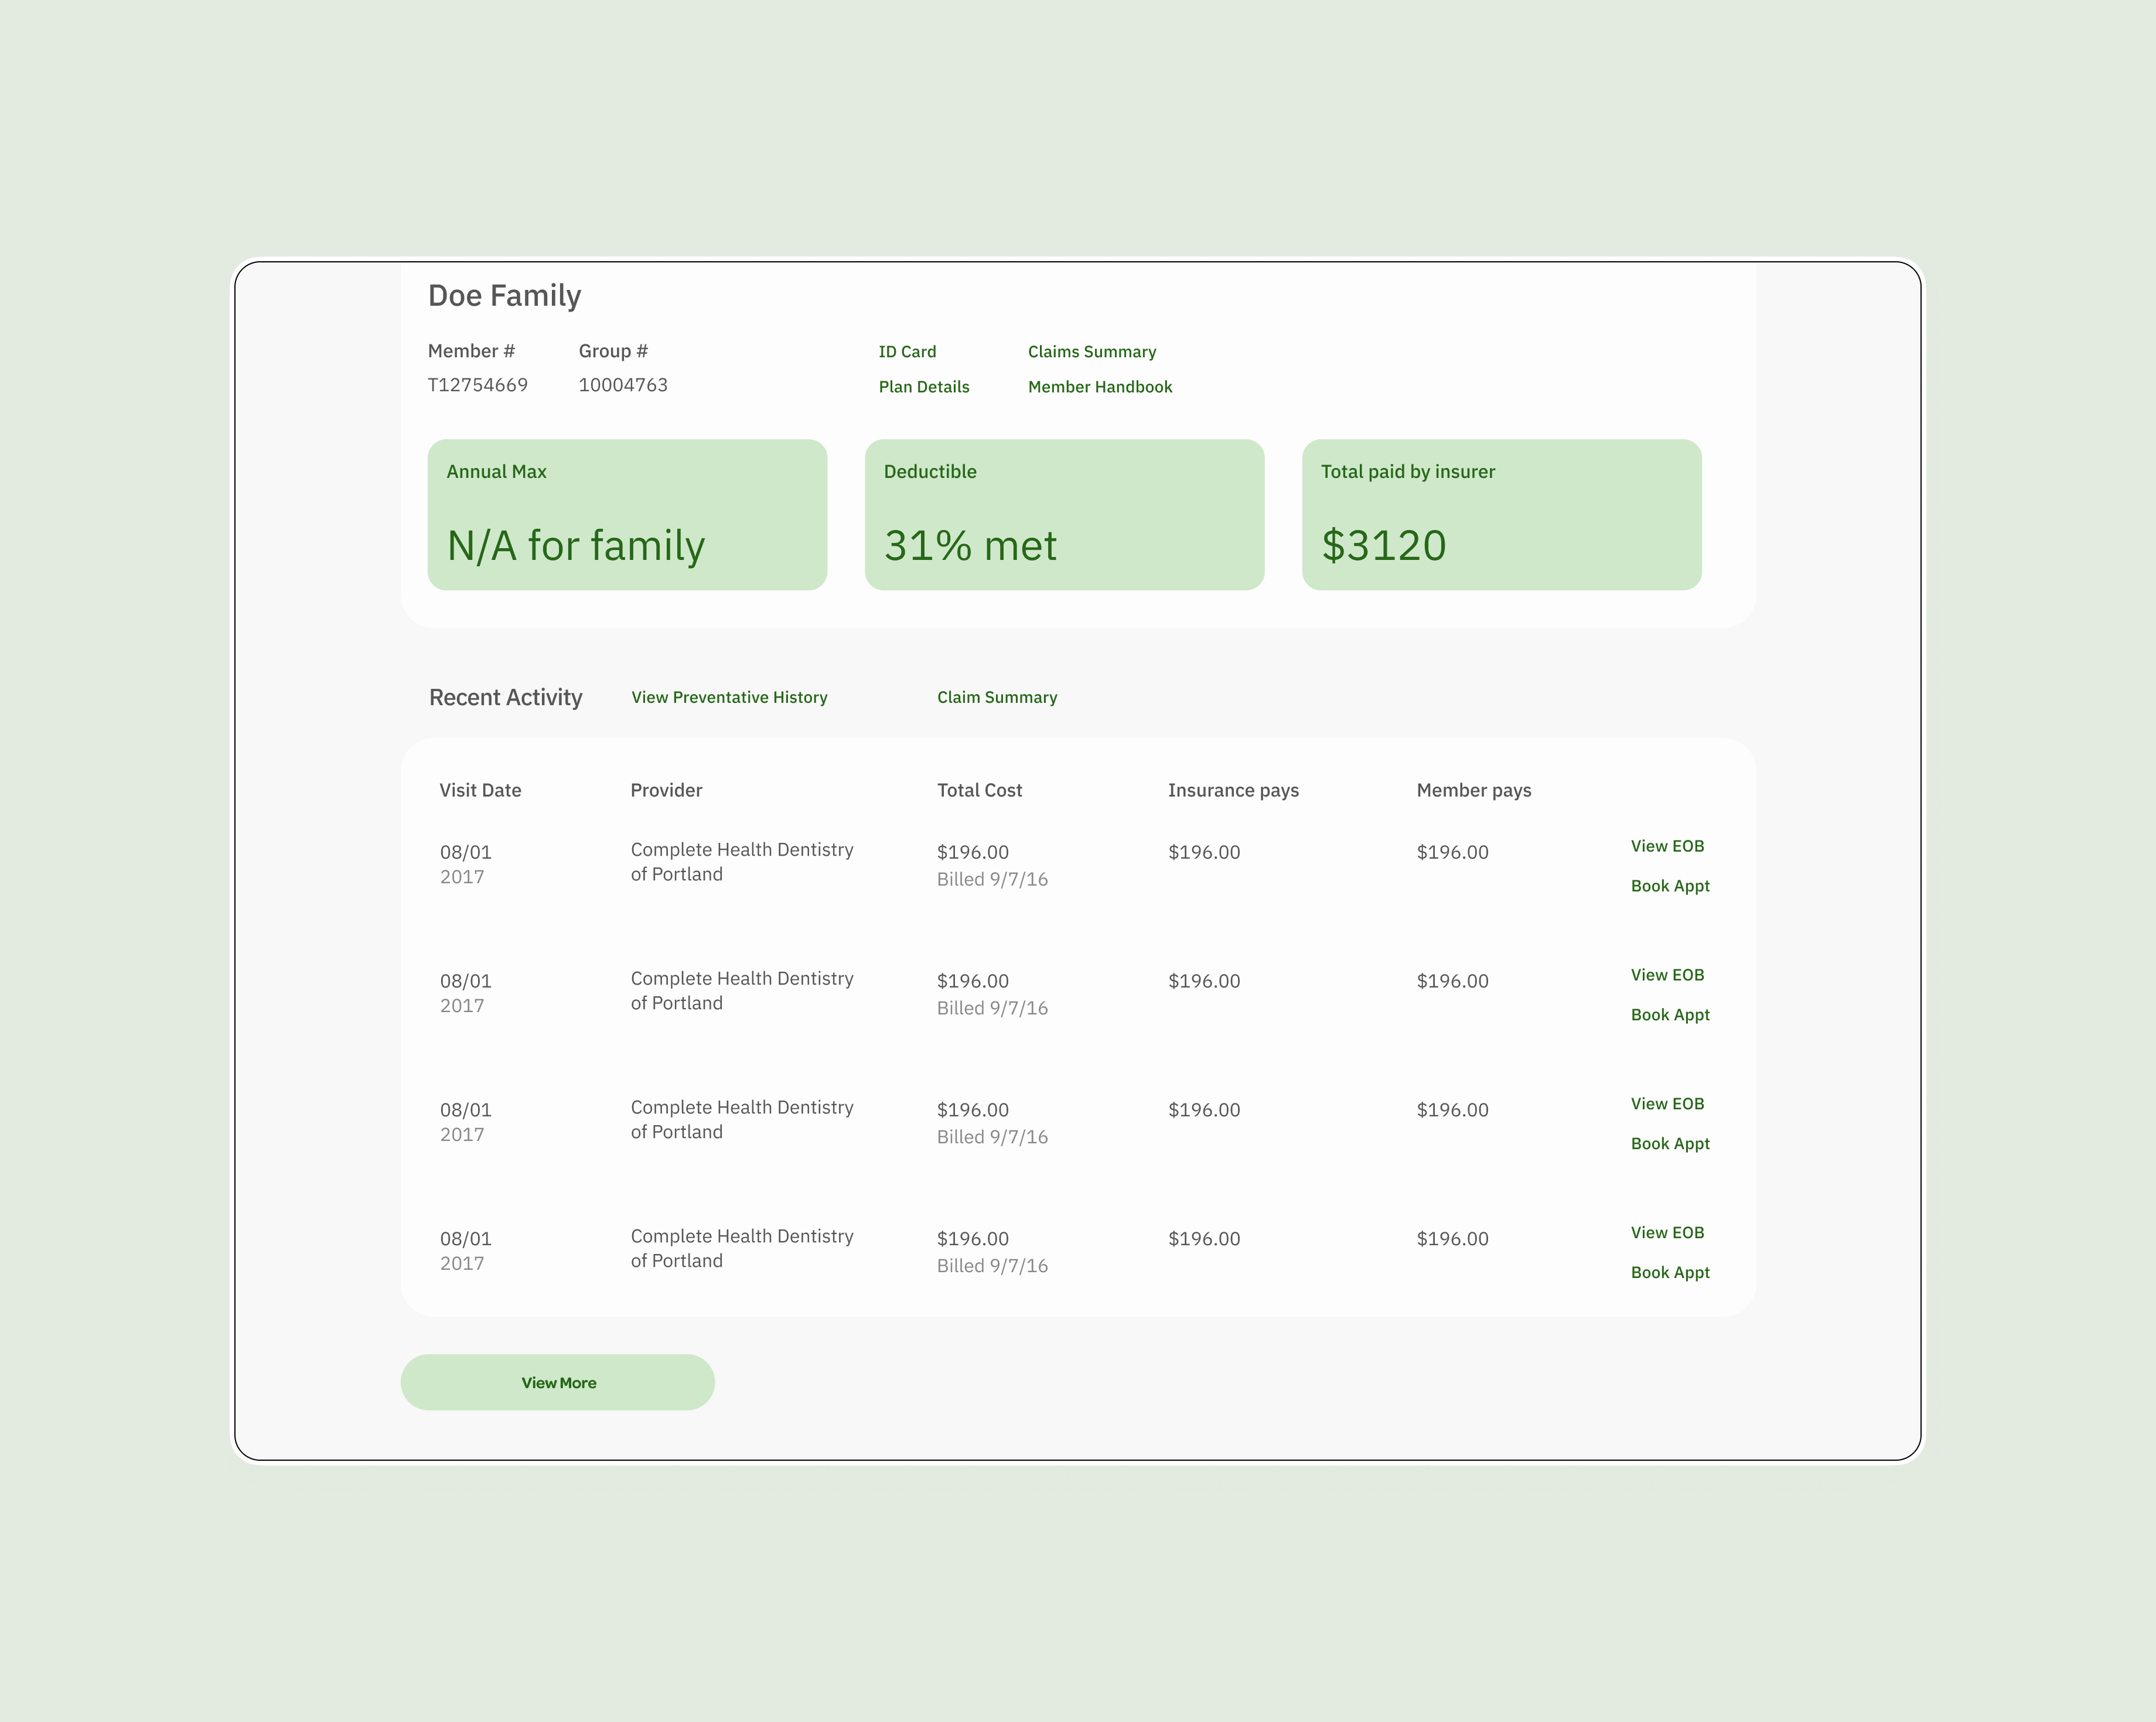 Doe Family
Member # Group # ID Card Claims Summary
T12754669 10004763 Plan Details Member Handbook
Annual Max Deductible Total paid by insurer
N/A for family 31% met $3120
Recent Activity View Preventative History Claim Summary
Visit Date Provider Total Cost Insurance pays Member pays
08/01 Complete Health Dentistry $196.00 $196.00 $196.00 View EOB
2017 of Portland Billed 9/7/16 Book Appt
08/01 Complete Health Dentistry $196.00 $196.00 $196.00 View EOB
2017 of Portland Billed 9/7/16 Book Appt
08/01 Complete Health Dentistry $196.00 $196.00 $196.00 View EOB
2017 of Portland Billed 9/7/16 Book Appt
08/01 Complete Health Dentistry $196.00 $196.00 $196.00 View EOB
2017 of Portland Billed 9/7/16 Book Appt
View More